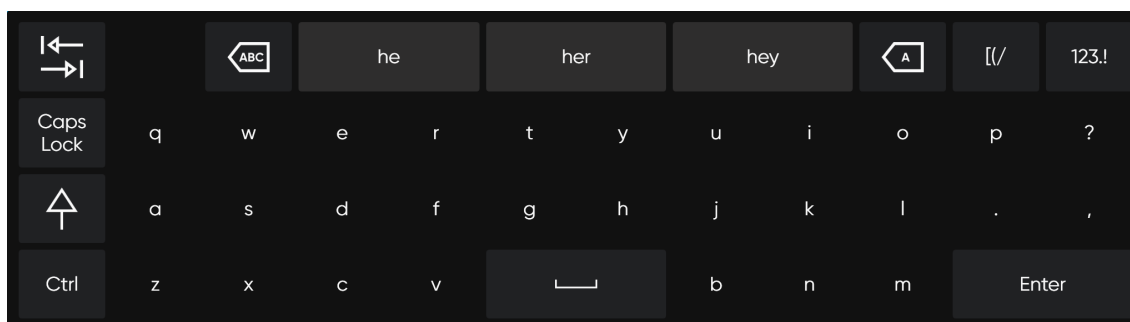 ABC he her hey A [(/ 123.!
Caps Lock q w e r t y u i o p ?
a s d f g h j k l . ,
Ctrl z x c v b n m Enter